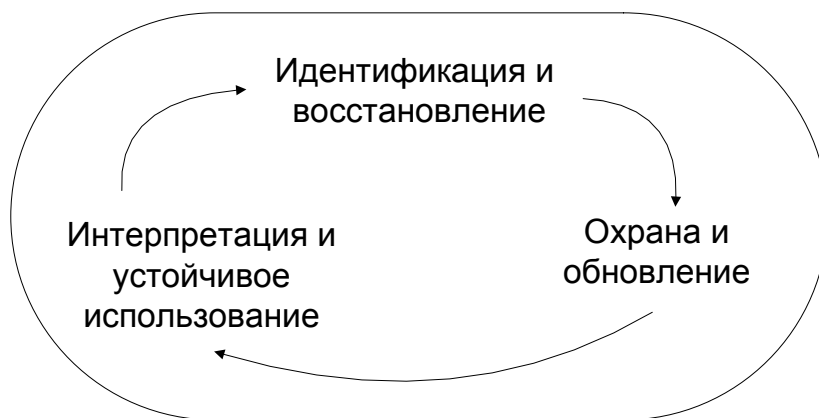 Идентификация и
восстановление
Охрана и
обновление
Интерпретация и
устойчивое
использование